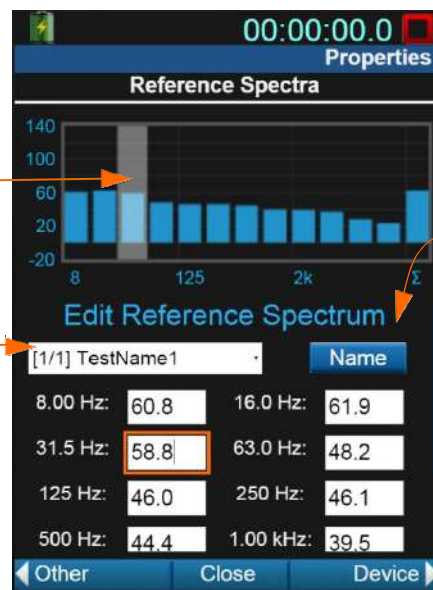 00:00:00.0
Properties
Reference Spectra
140
100
60
20
-20
8 125 2k Σ
Edit Reference Spectrum
[1/1] TestName1 Name
8.00 Hz: 60.8 16.0 Hz: 61.9
31.5 Hz: 58.8 63.0 Hz: 48.2
125 Hz: 46.0 250 Hz: 46.1
500 Hz: 44.4 1.00 kHz: 39.5
Other Close Device